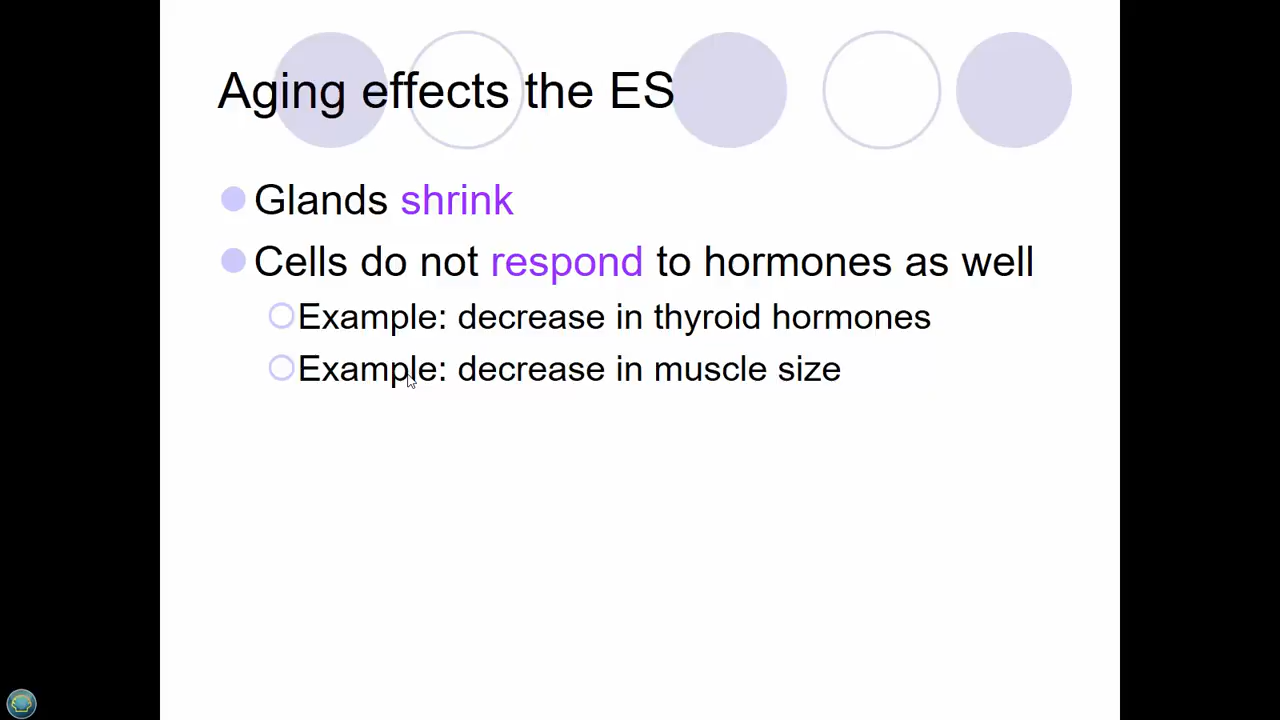 Aging effects the ES
Glands shrink
Cells do not respond to hormones as well
Example: decrease in thyroid hormones
Example: decrease in muscle size